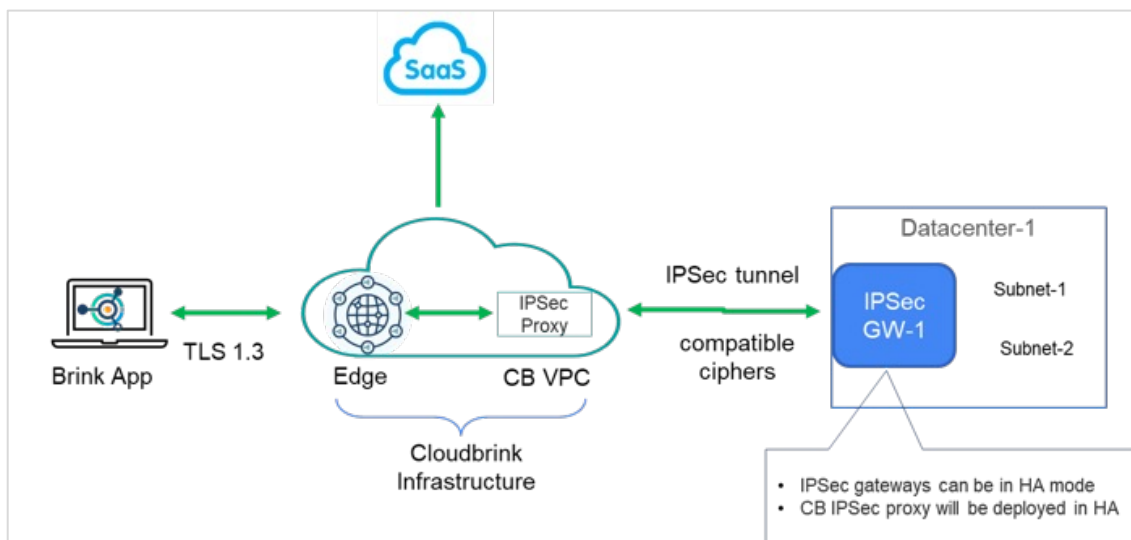 SaaS
Datacenter-1
IPSec tunnel
IPSec
GW-1
Subnet-1
Subnet-2
IPSec
Proxy
compatible
ciphers
TLS 1.3
Brink App
Edge
CB VPC
Cloudbrink
Infrastructure
• IPSec gateways can be in HA mode
• CB IPSec proxy will be deployed in HA